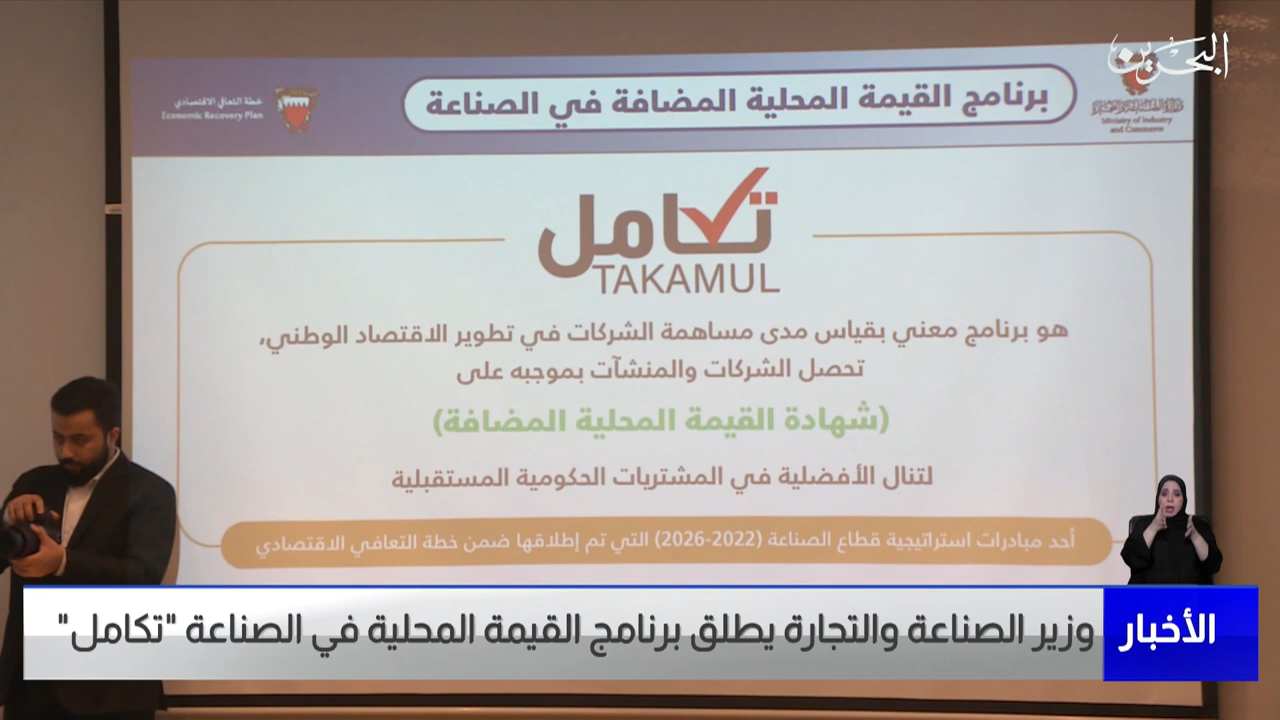 البحرين
برنامج القيمة المحلية المضافة في الصناعة
خطة التعافي الاقتصادي
Economic Recovery Plan
Ministry of Industry
and Commerce
تكامل
TAKAMUL
هو برنامج معني بقياس مدى مساهمة الشركات في تطوير الاقتصاد الوطني،
تحصل الشركات والمنشآت بموجبه على
(شهادة القيمة المحلية المضافة)
لتنال الأفضلية في المشتريات الحكومية المستقبلية
أحد مبادرات استراتيجية قطاع الصناعة (2022-2026) التي تم إطلاقها ضمن خطة التعافي الاقتصادي
الأخبار
وزير الصناعة والتجارة يطلق برنامج القيمة المحلية في الصناعة "تكامل"